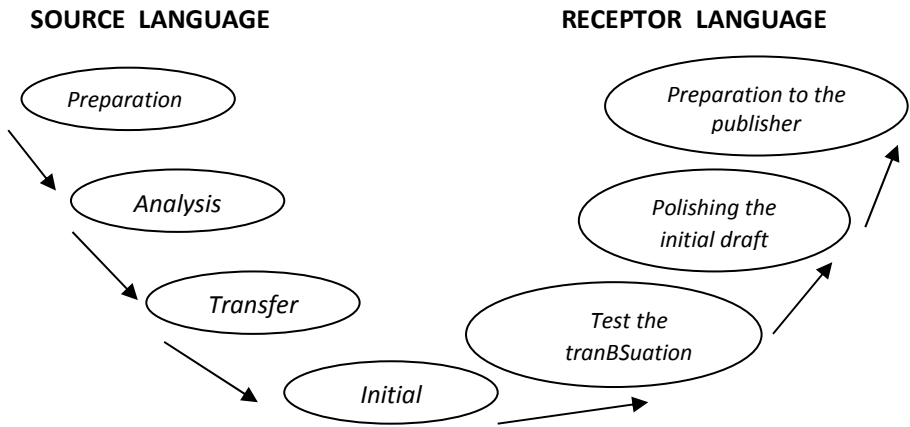 SOURCE LANGUAGE
RECEPTOR LANGUAGE
Preparation
Analysis
Transfer
Initial
Test the
tranBSuation
Polishing the
initial draft
Preparation to the
publisher